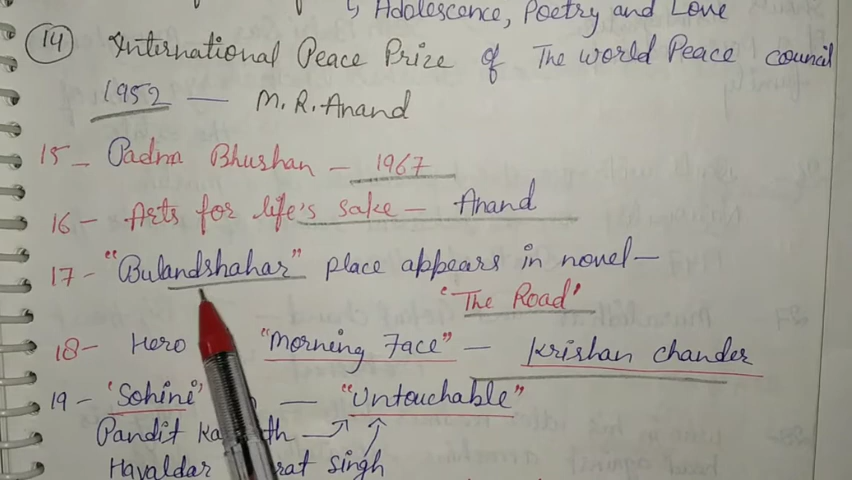 ↳ Adolescence, Poetry and Love
14 International Peace Prize of The world Peace council
1952 — M.R. Anand
15 - Padma Bhushan - 1967
16 - Arts for life's sake - Anand
17 - "Bulandshahar" place appears in novel -
'The Road'
18 - Hero "Morning Face" - Krishan chander
19 - 'Sohini' — "Untouchable"
Pandit
Havaldar Singh